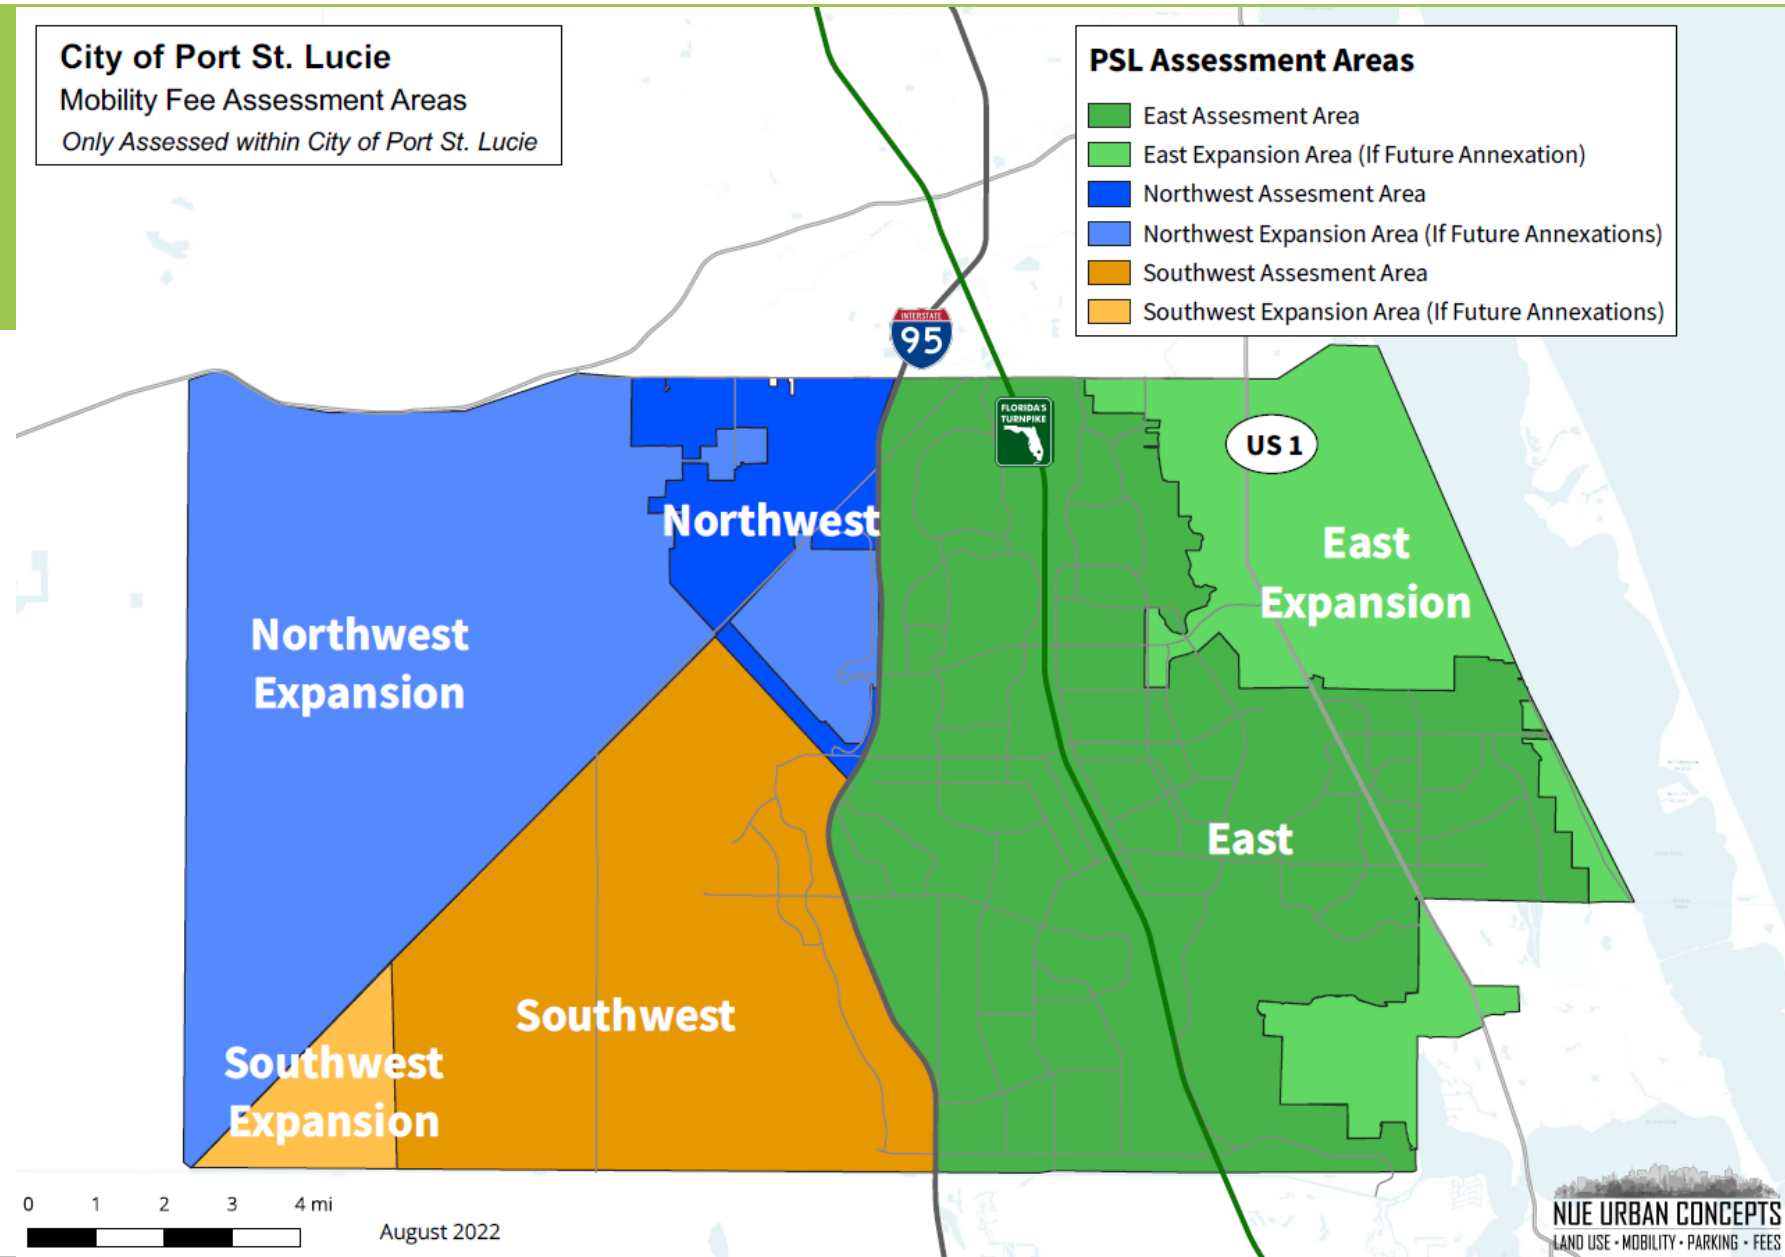 City of Port St. Lucie
Mobility Fee Assessment Areas
Only Assessed within City of Port St. Lucie
PSL Assessment Areas
East Assesment Area
East Expansion Area (If Future Annexation)
Northwest Assesment Area
Northwest Expansion Area (If Future Annexations)
Southwest Assesment Area
Southwest Expansion Area (If Future Annexations)
INTERSTATE
95
FLORIDA'S
TURNPIKE
US 1
Northwest
East
Expansion
Northwest
Expansion
East
Southwest
Southwest
Expansion
0 1 2 3 4 mi
August 2022
NUE URBAN CONCEPTS
LAND USE • MOBILITY • PARKING • FEES